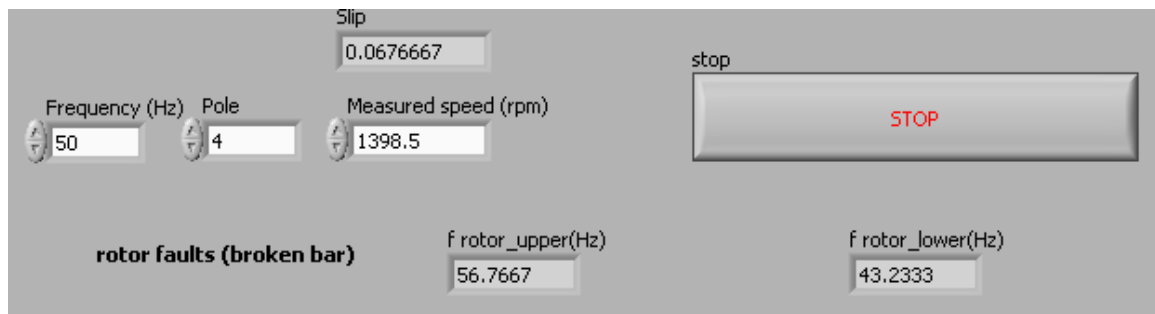 Slip
0.0676667
stop
Frequency (Hz) Pole Measured speed (rpm)
50 4 1398.5
STOP
rotor faults (broken bar)
f rotor_upper(Hz) f rotor_lower(Hz)
56.7667 43.2333